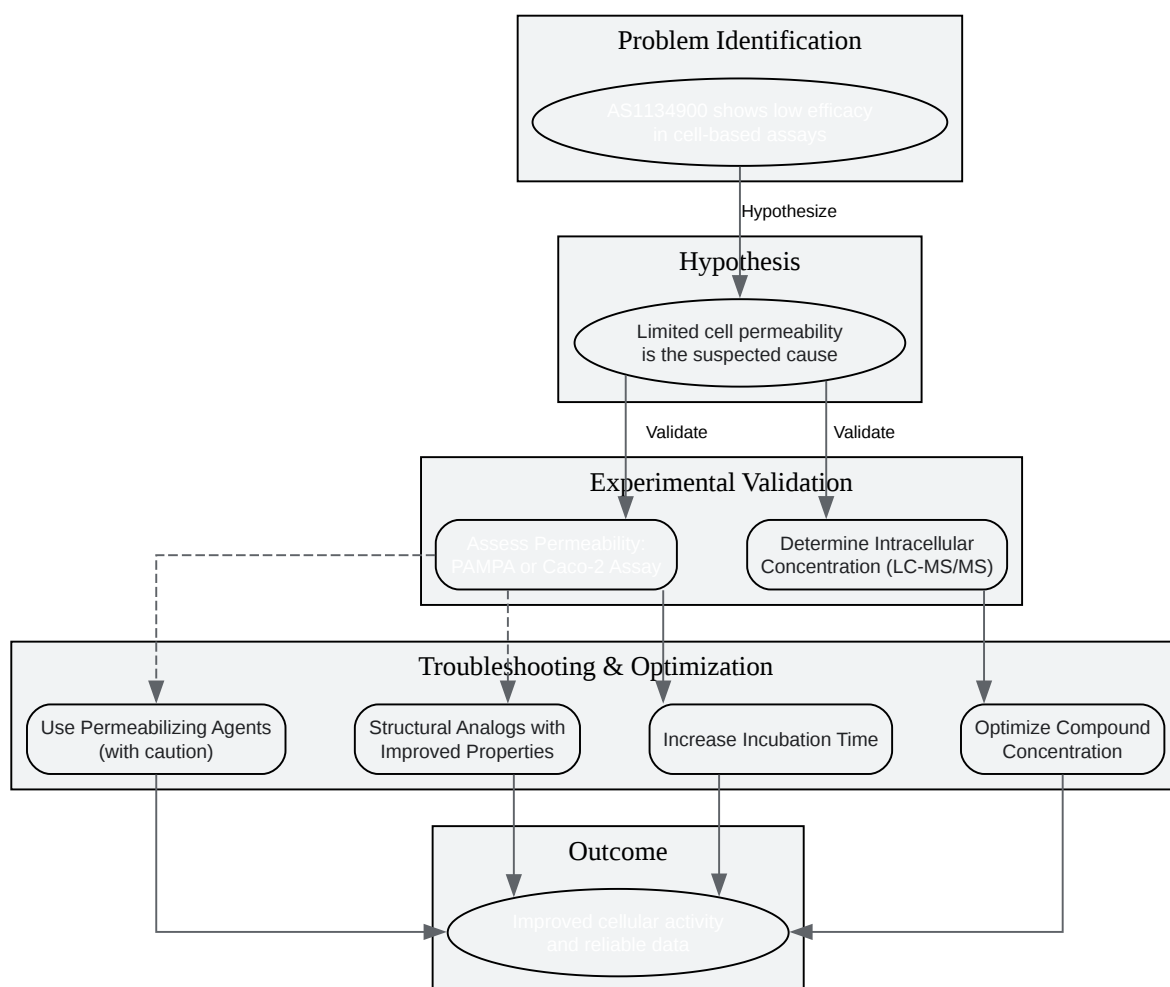 Problem Identification
AS1134900 shows low efficacy
in cell-based assays
Hypothesize
Hypothesis
Limited cell permeability
is the suspected cause
Validate
Validate
Experimental Validation
Assess Permeability:
PAMPA or Caco-2 Assay
Determine Intracellular
Concentration (LC-MS/MS)
Troubleshooting & Optimization
Use Permeabilizing Agents
(with caution)
Structural Analogs with
Improved Properties
Increase Incubation Time
Optimize Compound
Concentration
Outcome
Improved cellular activity
and reliable data